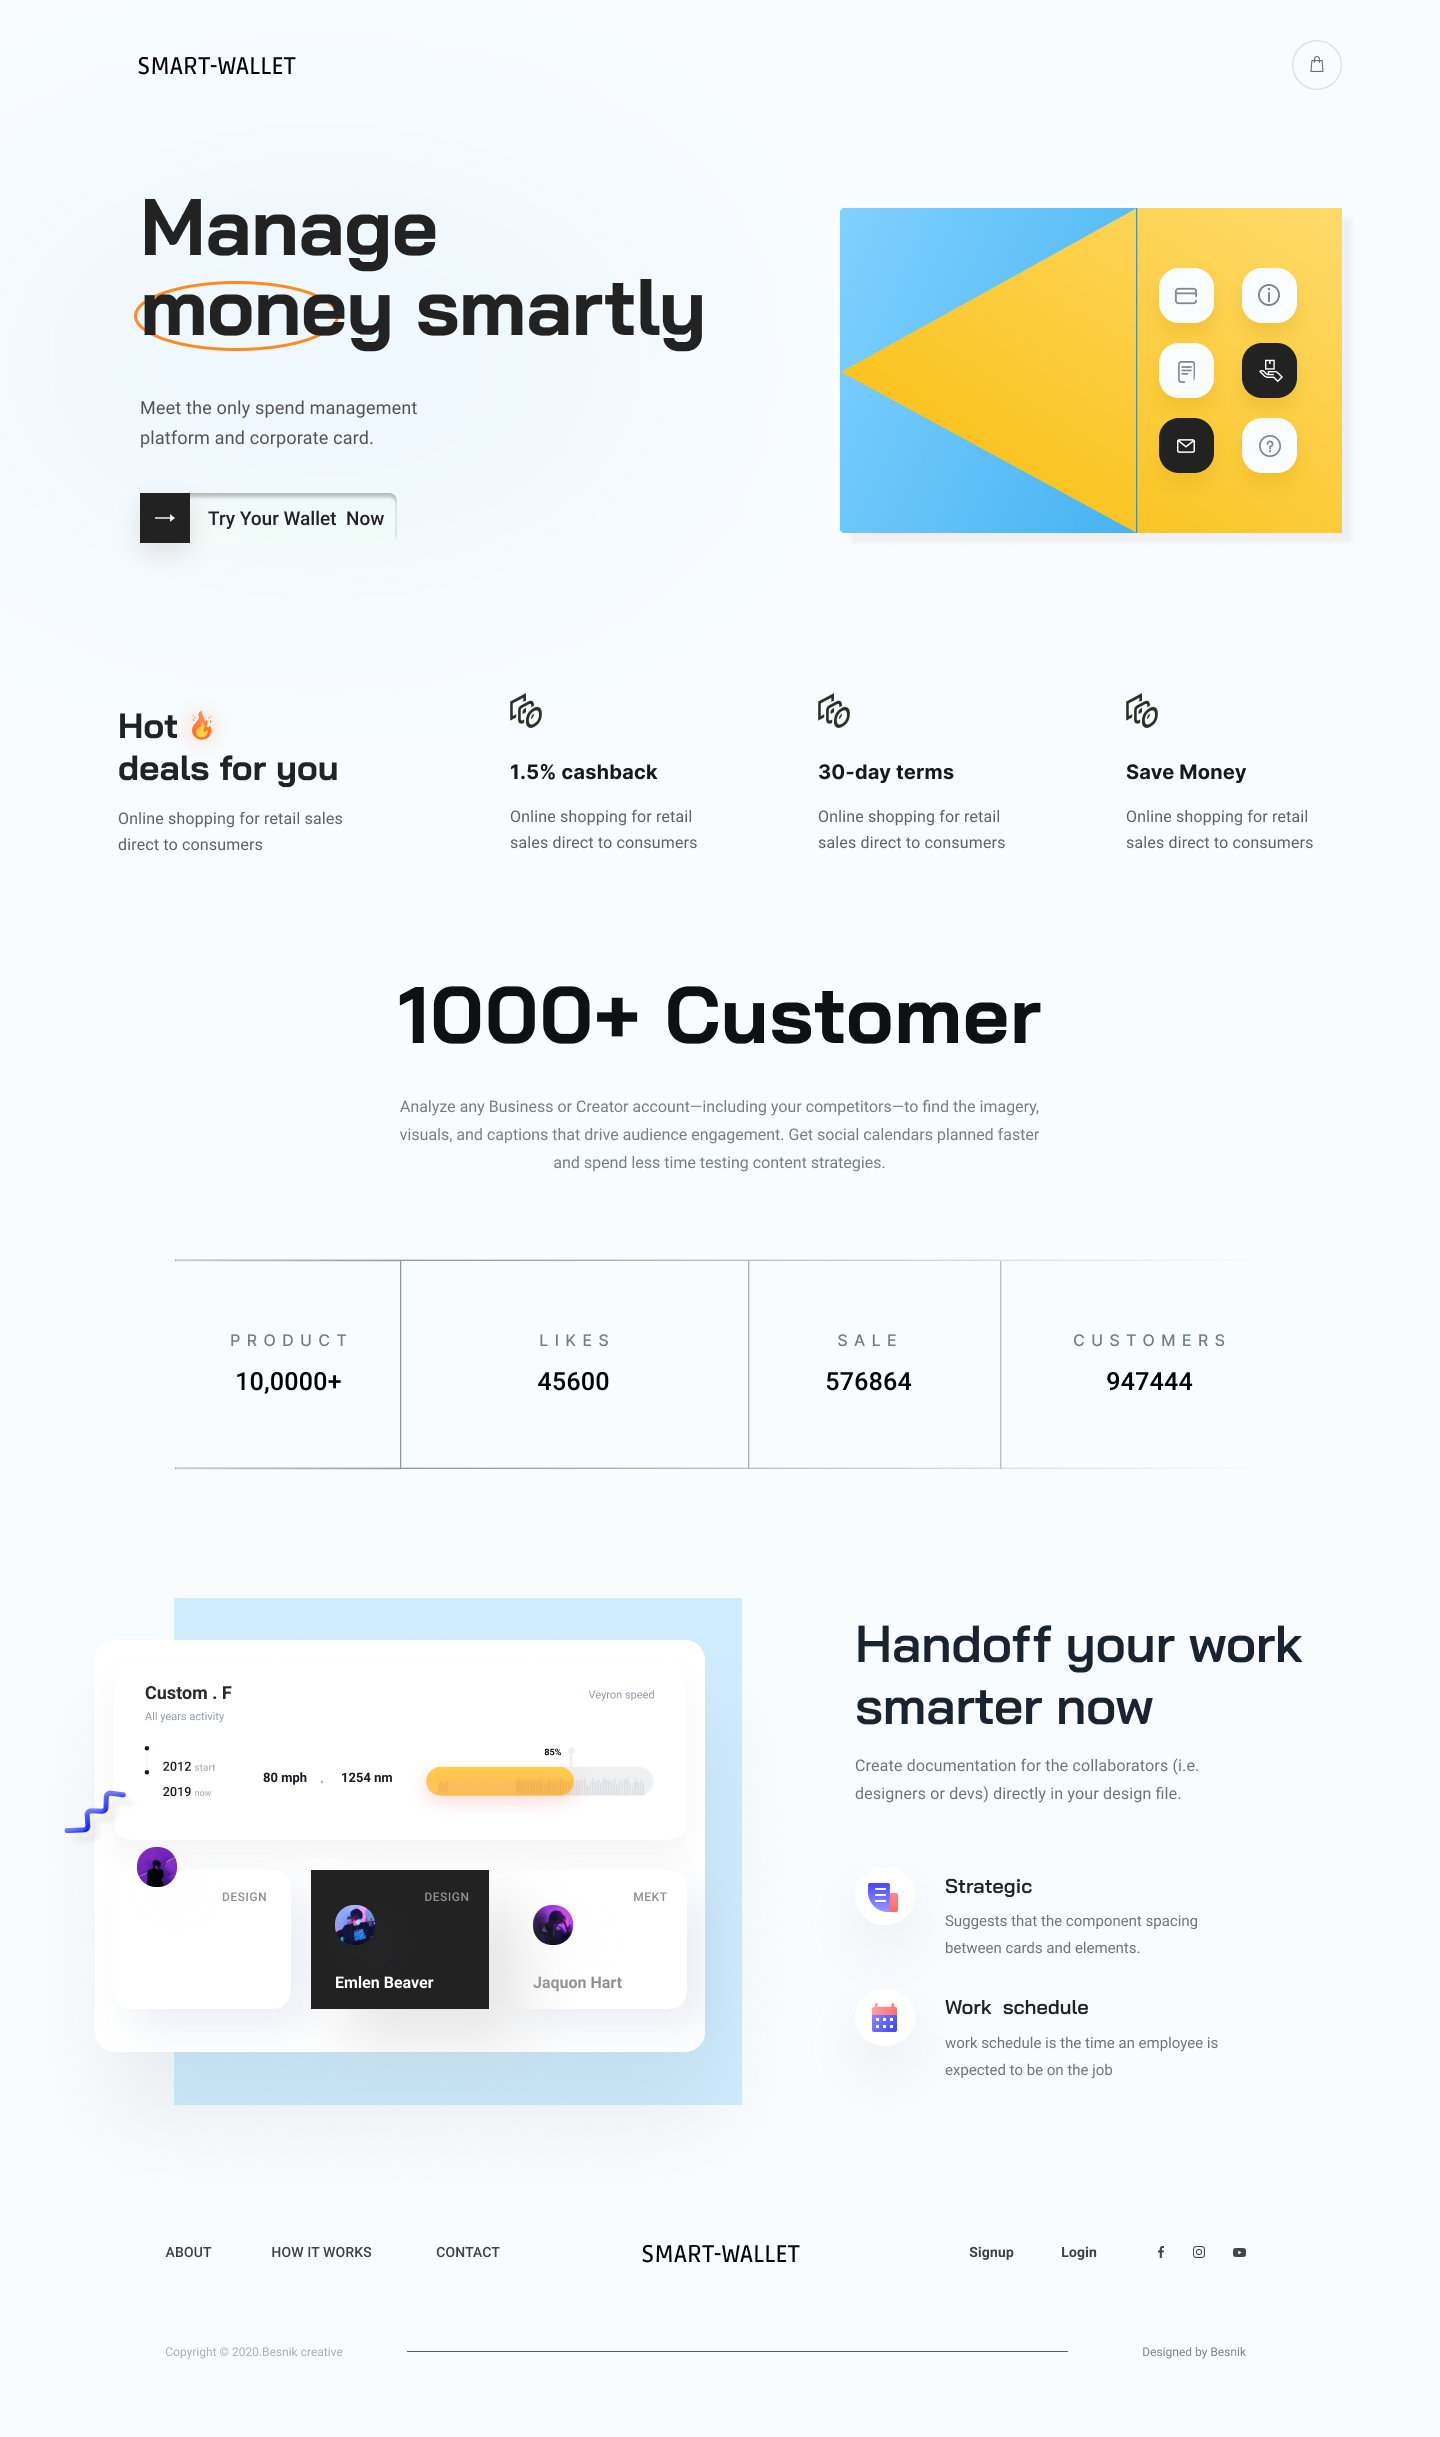 SMART-WALLET
Manage
money smartly
Meet the only spend management
platform and corporate card.
Try Your Wallet  Now
Hot
deals for you
Online shopping for retail sales
direct to consumers
1.5% cashback
Online shopping for retail
sales direct to consumers
30-day terms
Online shopping for retail
sales direct to consumers
Save Money
Online shopping for retail
sales direct to consumers
1000+ Customer
Analyze any Business or Creator account—including your competitors—to find the imagery,
visuals, and captions that drive audience engagement. Get social calendars planned faster
and spend less time testing content strategies.
PRODUCT
10,0000+
LIKES
45600
SALE
576864
CUSTOMERS
947444
Custom . F
All years activity
Veyron speed
2012 start
2019 now
80 mph . 1254 nm
85%
DESIGN
DESIGN
Emlen Beaver
MEKT
Jaquon Hart
Handoff your work
smarter now
Create documentation for the collaborators (i.e.
designers or devs) directly in your design file.
Strategic
Suggests that the component spacing
between cards and elements.
Work  schedule
work schedule is the time an employee is
expected to be on the job
ABOUT
HOW IT WORKS
CONTACT
SMART-WALLET
Signup
Login
Copyright © 2020.Besnik creative
Designed by Besnik